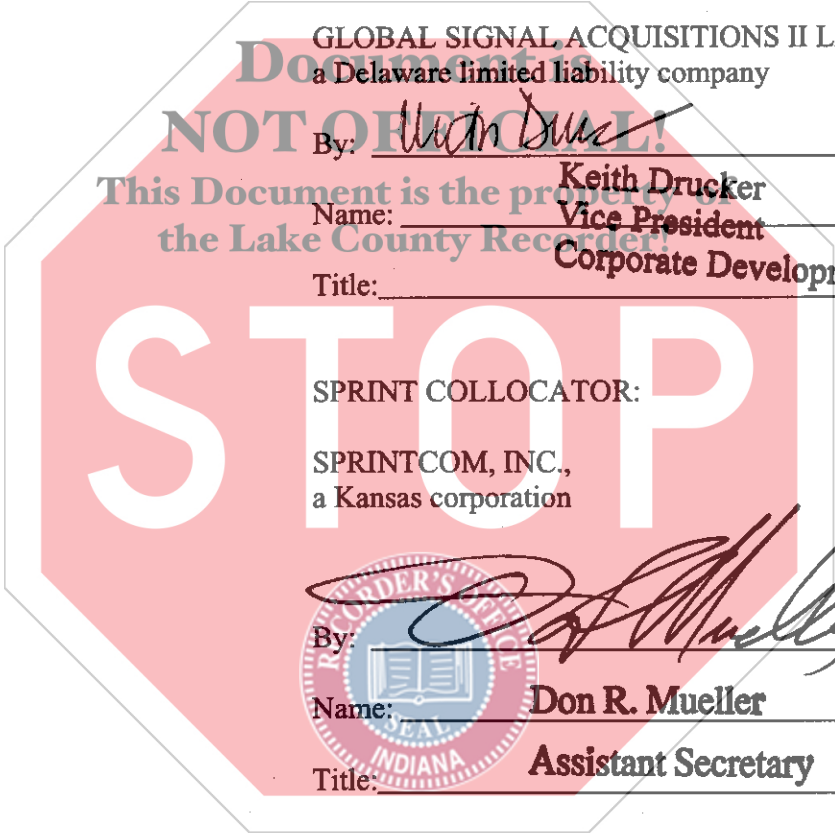 GLOBAL SIGNAL ACQUISITIONS II L
Document is
a Delaware limited liability company
NOT OFFICIAL!
By:
This Document is the property of
Keith Drucker
Name:
Vice President
the Lake County Recorder!
Corporate Develop
Title:
STOP
SPRINT COLLOCATOR:
SPRINTCOM, INC.,
a Kansas corporation
RECORDER'S OFFICE
By:
SEAL
INDIANA
Name: Don R. Mueller
Title: Assistant Secretary